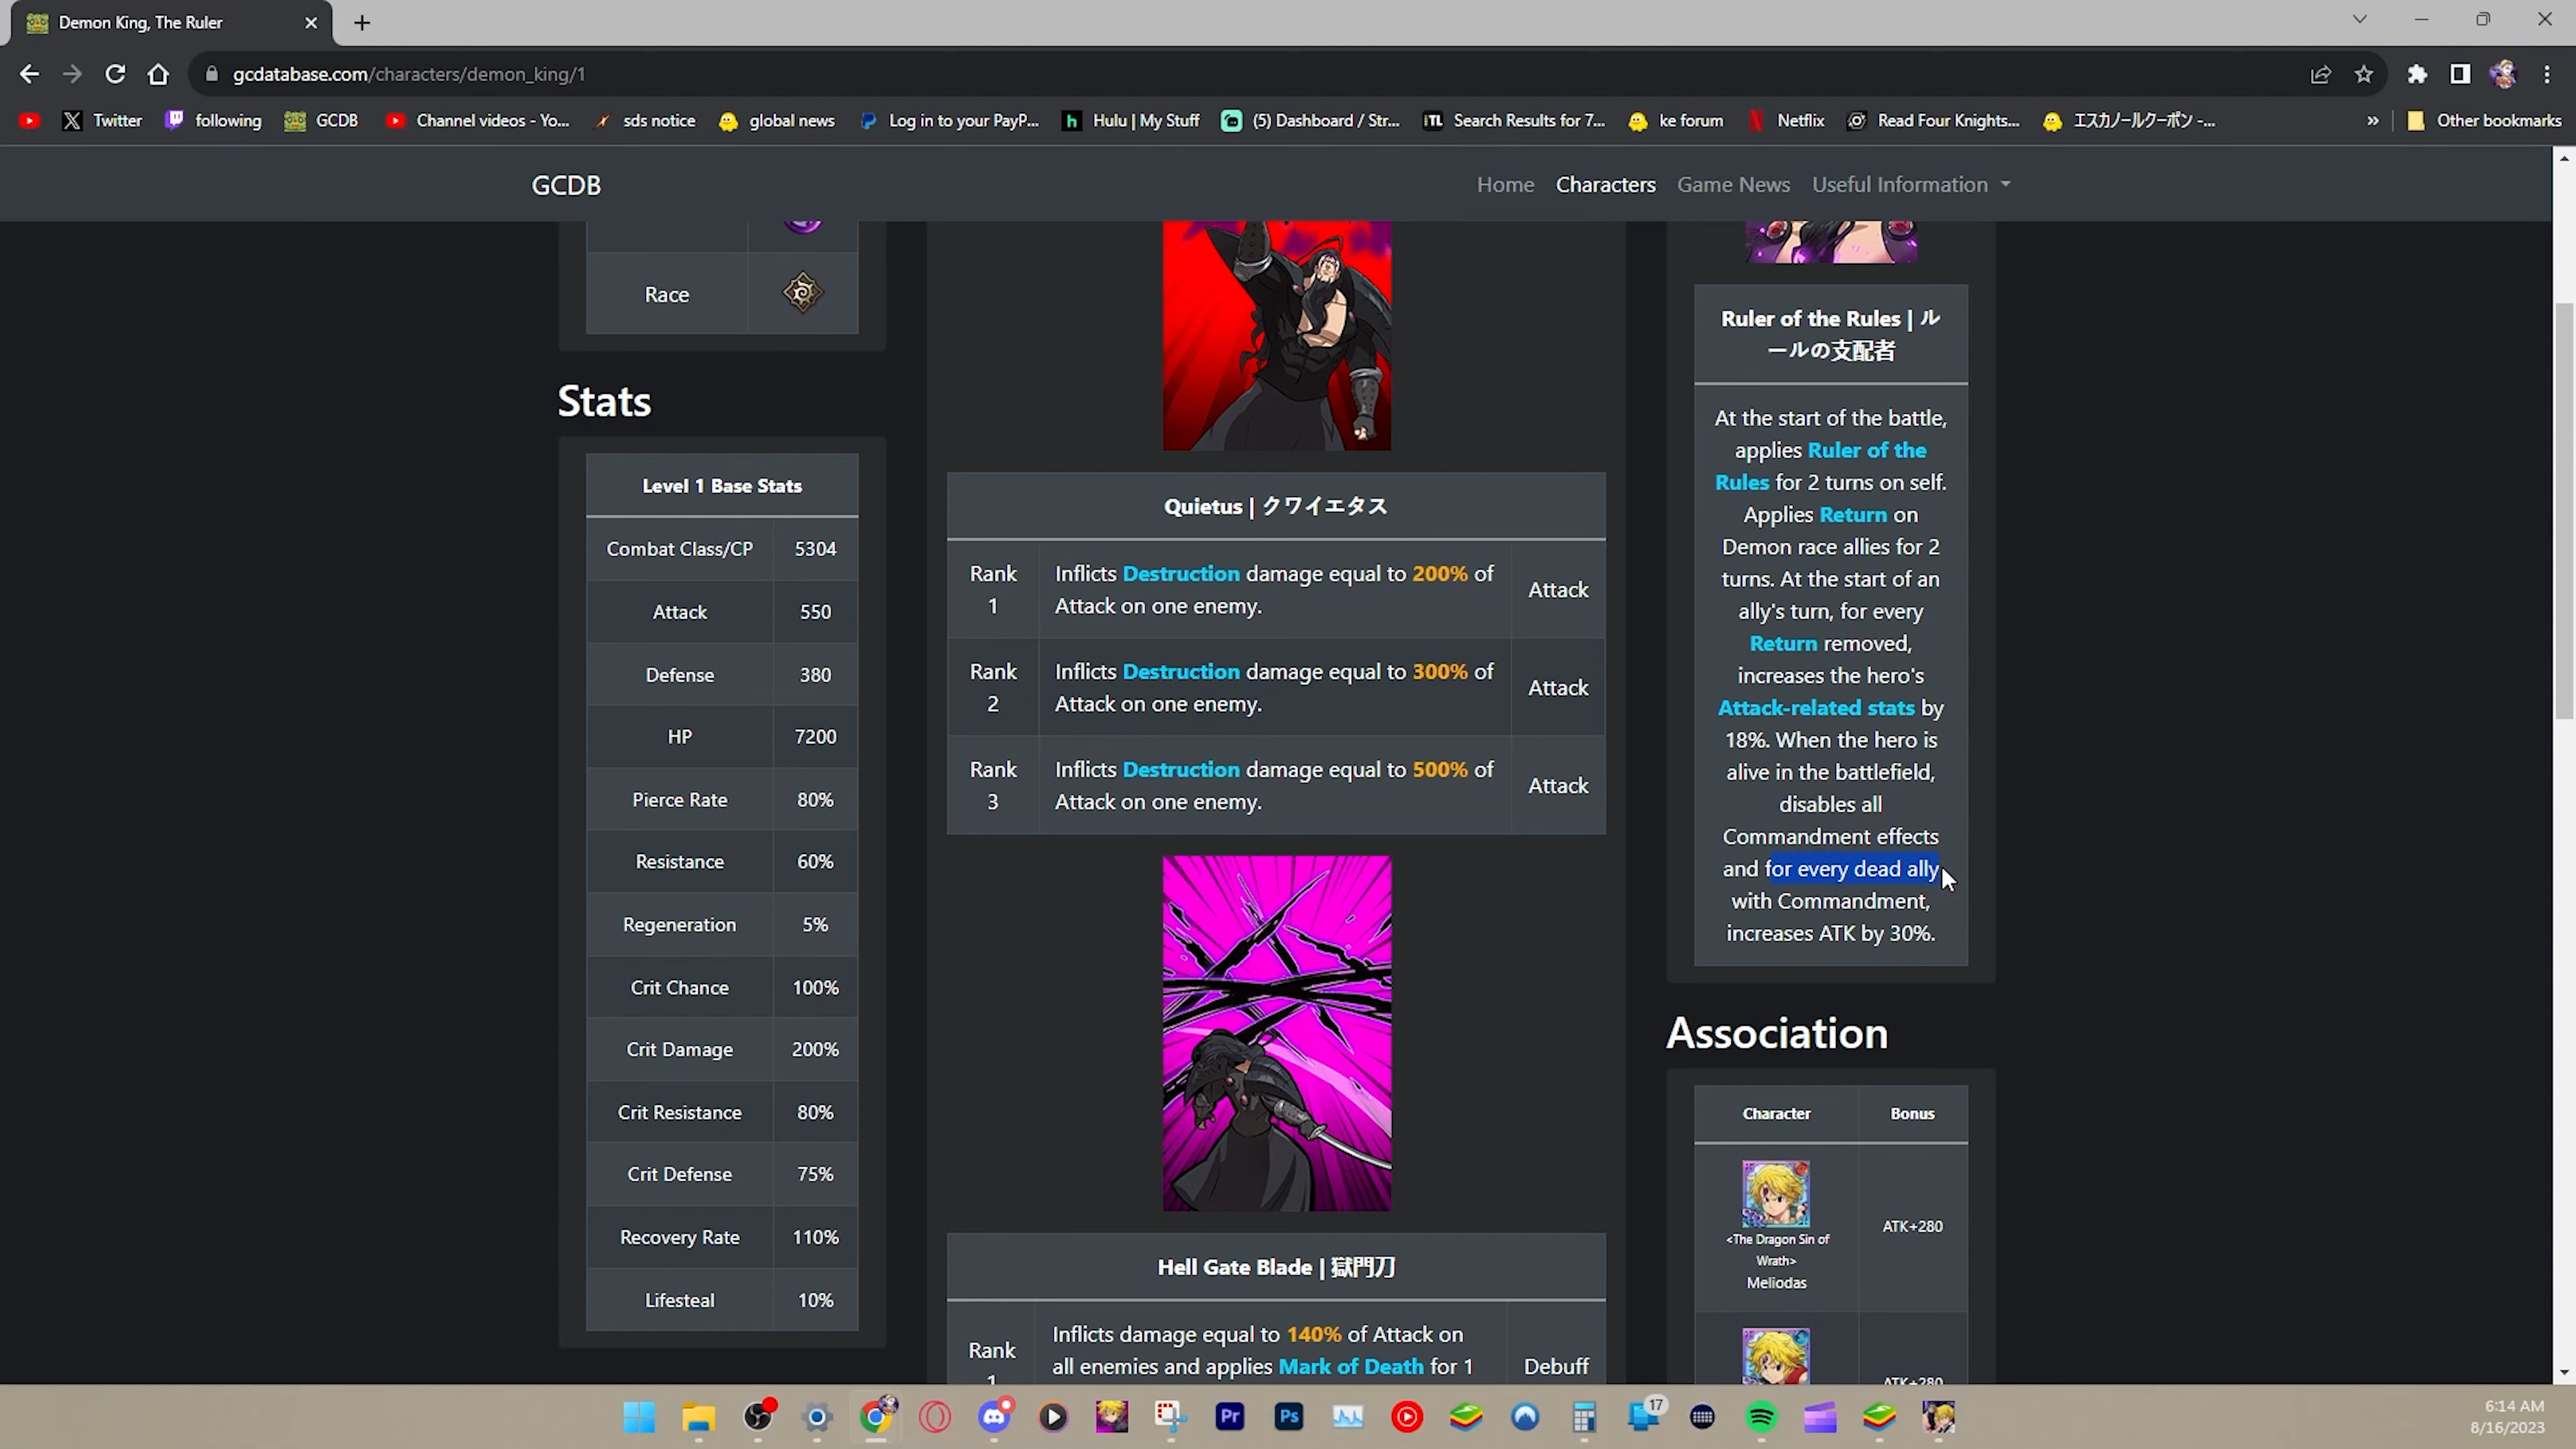 Demon King, The Ruler
gcdatabase.com/characters/demon_king/1
Twitter
following
GCDB
Channel videos - Yo...
sds notice
global news
Log in to your PayP...
Hulu | My Stuff
(5) Dashboard / Str...
Search Results for 7...
ke forum
Netflix
Read Four Knights...
エスカノールクーポン -...
»
Other bookmarks
GCDB
Home
Characters
Game News
Useful Information
Race
Stats
Level 1 Base Stats
Combat Class/CP 5304
Attack 550
Defense 380
HP 7200
Pierce Rate 80%
Resistance 60%
Regeneration 5%
Crit Chance 100%
Crit Damage 200%
Crit Resistance 80%
Crit Defense 75%
Recovery Rate 110%
Lifesteal 10%
Quietus | クワイエタス
Rank
1
Inflicts Destruction damage equal to 200% of
Attack on one enemy.
Attack
Rank
2
Inflicts Destruction damage equal to 300% of
Attack on one enemy.
Attack
Rank
3
Inflicts Destruction damage equal to 500% of
Attack on one enemy.
Attack
Hell Gate Blade | 獄門刀
Rank
1
Inflicts damage equal to 140% of Attack on
all enemies and applies Mark of Death for 1
Debuff
Ruler of the Rules | ル
ールの支配者
At the start of the battle,
applies Ruler of the
Rules for 2 turns on self.
Applies Return on
Demon race allies for 2
turns. At the start of an
ally's turn, for every
Return removed,
increases the hero's
Attack-related stats by
18%. When the hero is
alive in the battlefield,
disables all
Commandment effects
and for every dead ally
with Commandment,
increases ATK by 30%.
Association
Character Bonus
<The Dragon Sin of
Wrath>
Meliodas
ATK+280
ATK+280
Pr
Ps
17
6:14 AM
8/16/2023